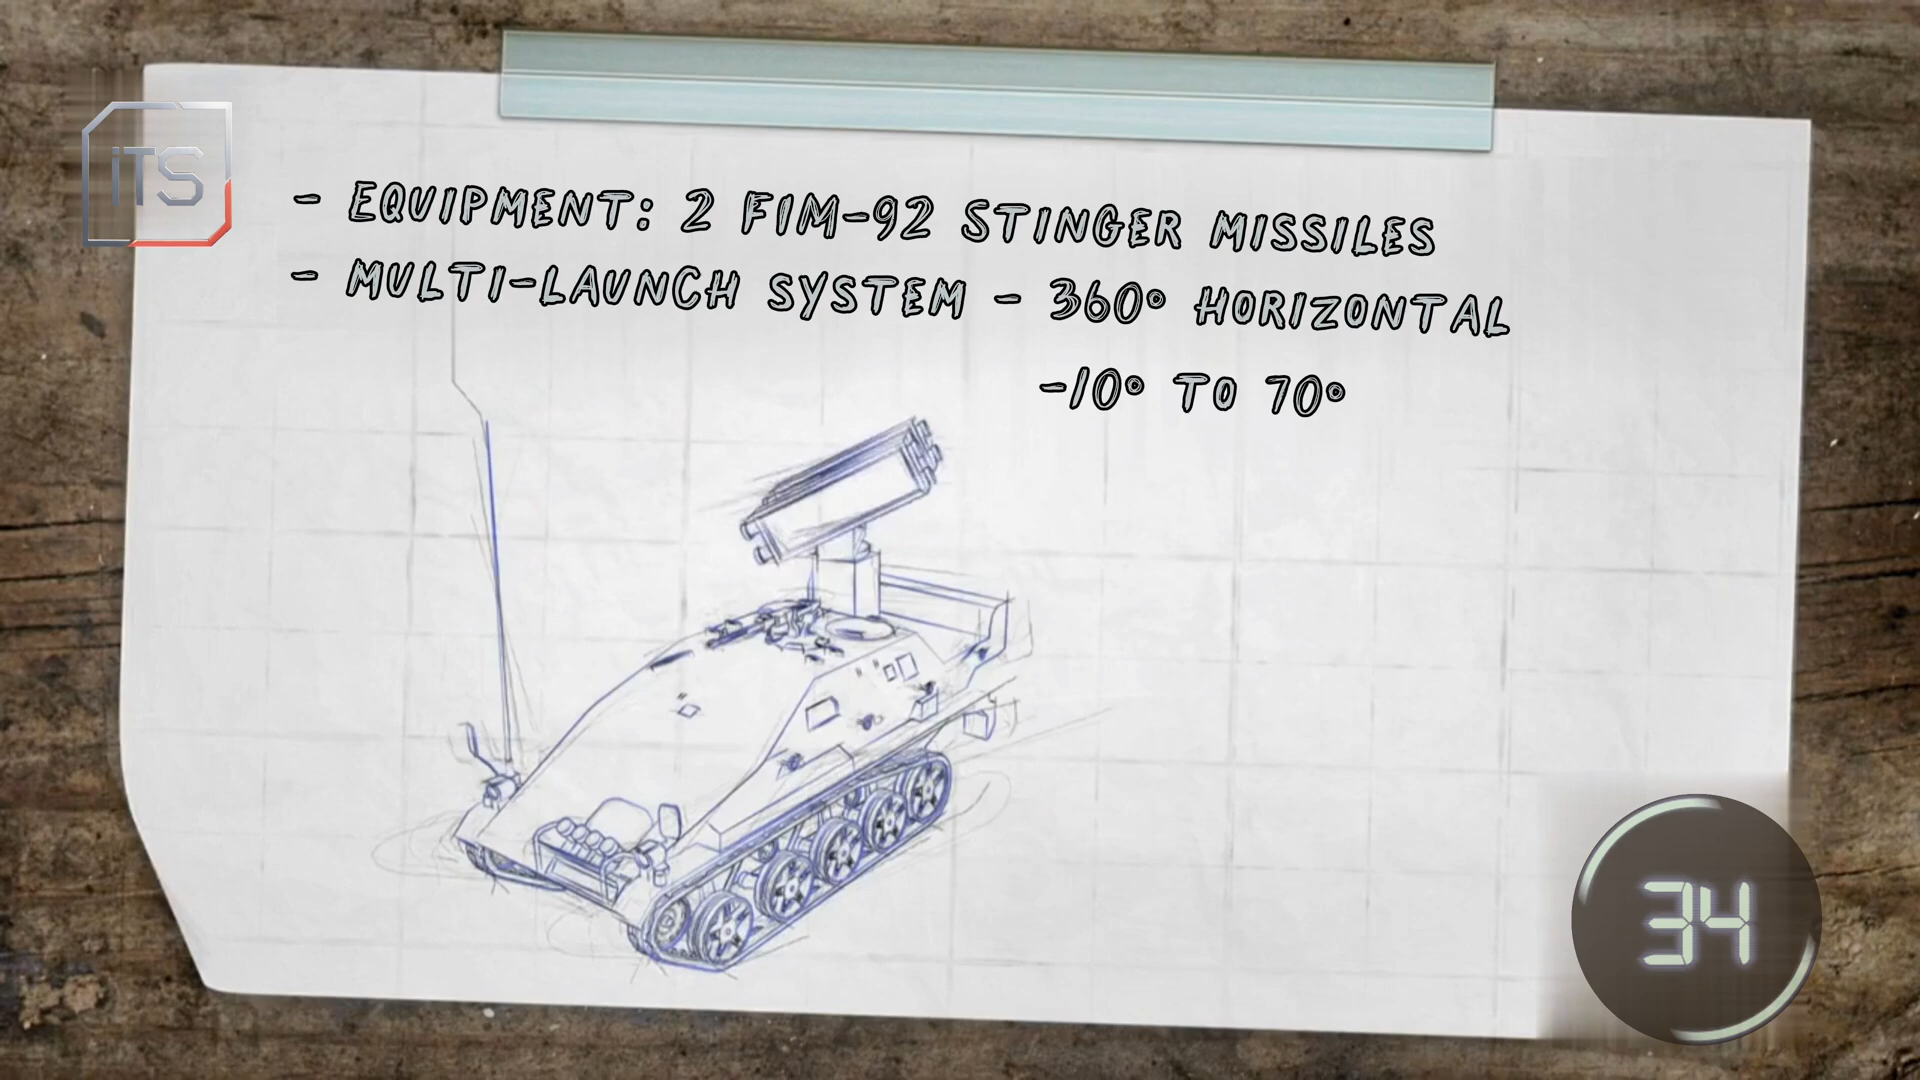 iTS
- EQUIPMENT: 2 FIM-92 STINGER MISSILES
- MULTI-LAUNCH SYSTEM - 360° HORIZONTAL
-10° TO 70°
34